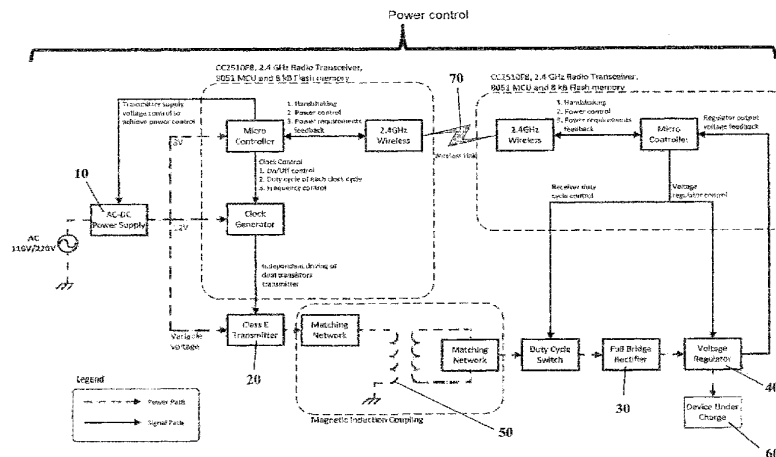 Power control
CC2510F8, 2.4 GHz Radio Transceiver,
8051 MCU and 8 kB Flash memory
CC2510F8, 2.4 GHz Radio Transceiver,
8051 MCU and 8 kB Flash memory
Transmitter supply
voltage control to
achieve power control
1. Handshaking
2. Power control
3. Power requirements
feedback
70
Power control
Power requirements
feedback
Regulator output
voltage feedback
3V
Micro
Controller
2.4GHz
Wireless
Wireless Link
2.4GHz
Wireless
Micro
Controller
10
Clock Control
1. On/Off control
2. Duty cycle of each clock cycle
Frequency control
AC-DC
Power Supply
12V
Clock
Generator
Receiver duty
cycle control
Voltage
regulator control
AC
110V/220V
Independent driving of
dual transistors
transmitter
Variable
voltage
Class E
Transmitter
Matching
Network
Matching
Network
Duty Cycle
Switch
Full Bridge
Rectifier
Voltage
Regulator
20
30
40
Legend
Power Path
Signal Path
50
Magnetic Induction Coupling
Device Under
Charge
60